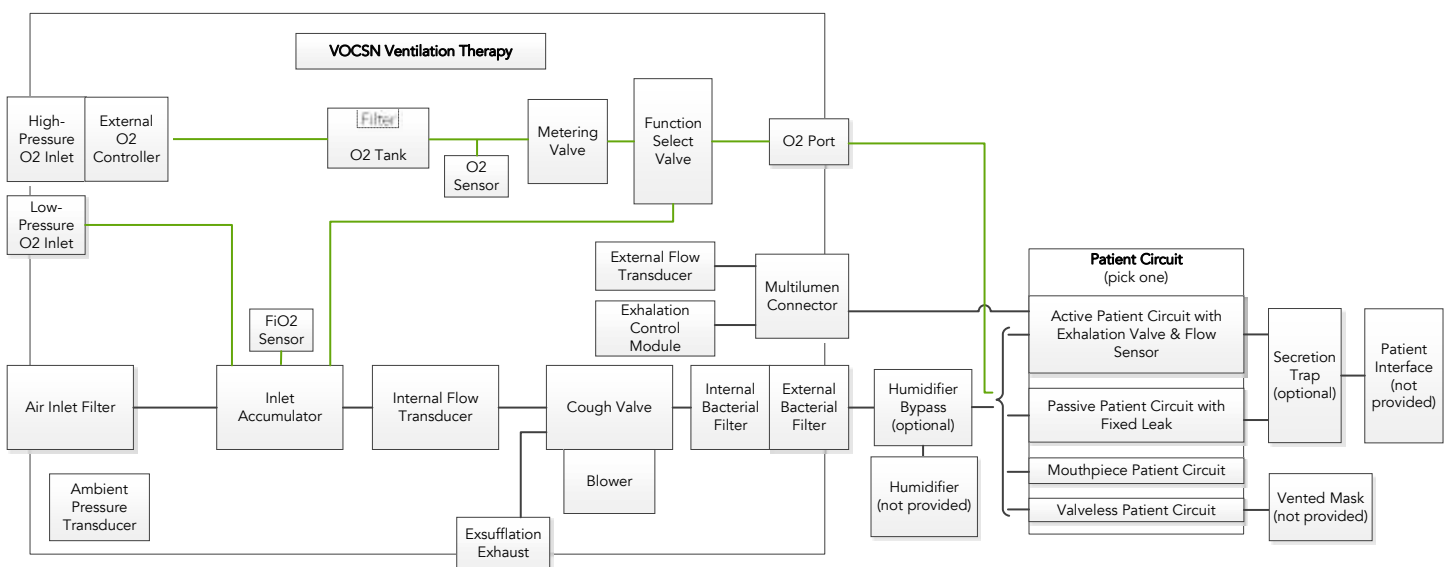 VOCSN Ventilation Therapy
High-
Pressure
O2 Inlet
External
O2
Controller
Filter
O2 Tank
O2
Sensor
Metering
Valve
Function
Select
Valve
O2 Port
Low-
Pressure
O2 Inlet
External Flow
Transducer
Exhalation
Control
Module
Multilumen
Connector
Patient Circuit
(pick one)
Active Patient Circuit with
Exhalation Valve & Flow
Sensor
Passive Patient Circuit with
Fixed Leak
Mouthpiece Patient Circuit
Valveless Patient Circuit
Secretion
Trap
(optional)
Patient
Interface
(not
provided)
Vented Mask
(not provided)
FiO2
Sensor
Air Inlet Filter
Inlet
Accumulator
Internal Flow
Transducer
Cough Valve
Blower
Internal
Bacterial
Filter
External
Bacterial
Filter
Humidifier
Bypass
(optional)
Humidifier
(not provided)
Ambient
Pressure
Transducer
Exsufflation
Exhaust